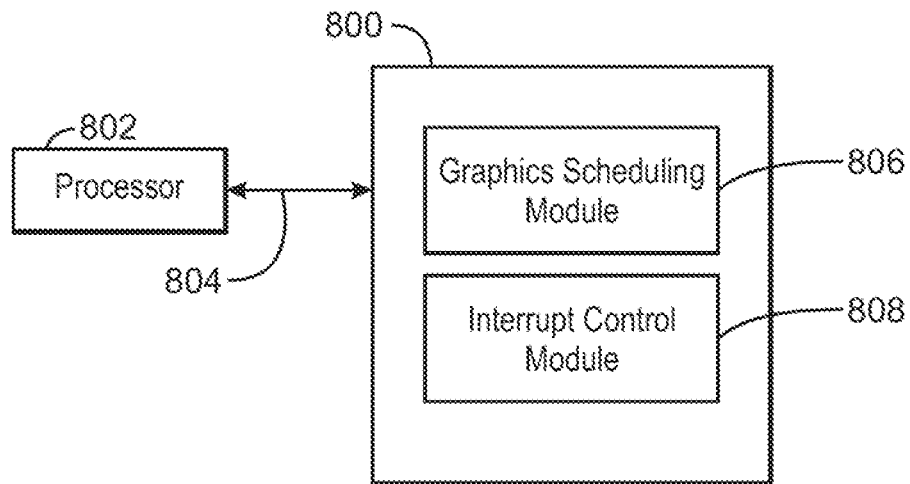 800
802
Processor
804
Graphics Scheduling
Module
806
Interrupt Control
Module
808